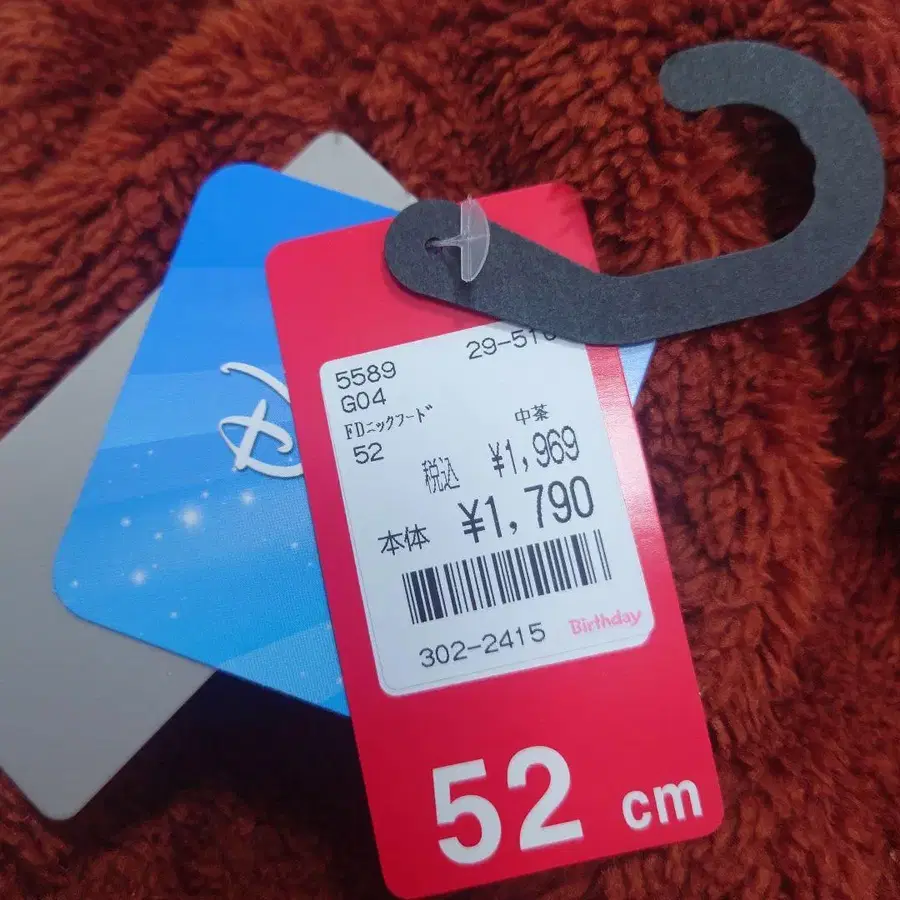 5589
29-51
G04
FDニックフード
中茶
52
税込 ¥1,969
本体 ¥1,790
302-2415
Birthday
52 cm
D